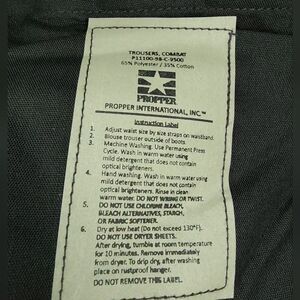 TROUSERS, COMBAT
P11100-98-C-9500
65% Polyester / 35% Cotton
PROPPER
PROPPER INTERNATIONAL, INC.™
Instruction Label
1. Adjust waist size by size straps on waistband.
2. Blouse trouser outside of boots.
3. Machine Washing. Use Permanent Press
Cycle. Wash in warm water using
mild detergent that does not contain
optical brighteners.
4. Hand washing. Wash in warm water using
mild detergent that does not contain
optical brighteners. Rinse in clean
warm water. DO NOT WRING OR TWIST.
5. DO NOT USE CHLORINE BLEACH,
BLEACH ALTERNATIVES, STARCH,
OR FABRIC SOFTENER.
6. Dry at low heat (Do not exceed 130°F).
DO NOT USE DRYER SHEETS.
After drying, tumble at room temperature
for 10 minutes. Remove immediately
from dryer. To drip dry, after washing
place on rustproof hanger.
DO NOT REMOVE THIS LABEL.